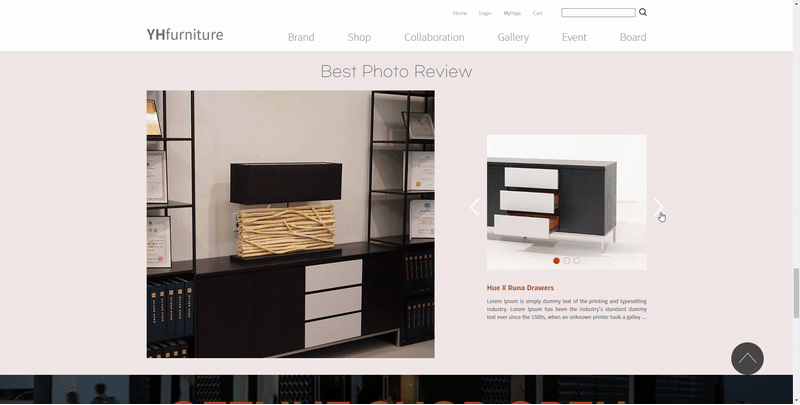 Home Login MyPage Cart
YHfurniture
Brand Shop Collaboration Gallery Event Board
Best Photo Review
Hue X Runa Drawers
Lorem Ipsum is simply dummy text of the printing and typesetting
industry. Lorem Ipsum has been the industry's standard dummy
text ever since the 1500s, when an unknown printer took a galley ...